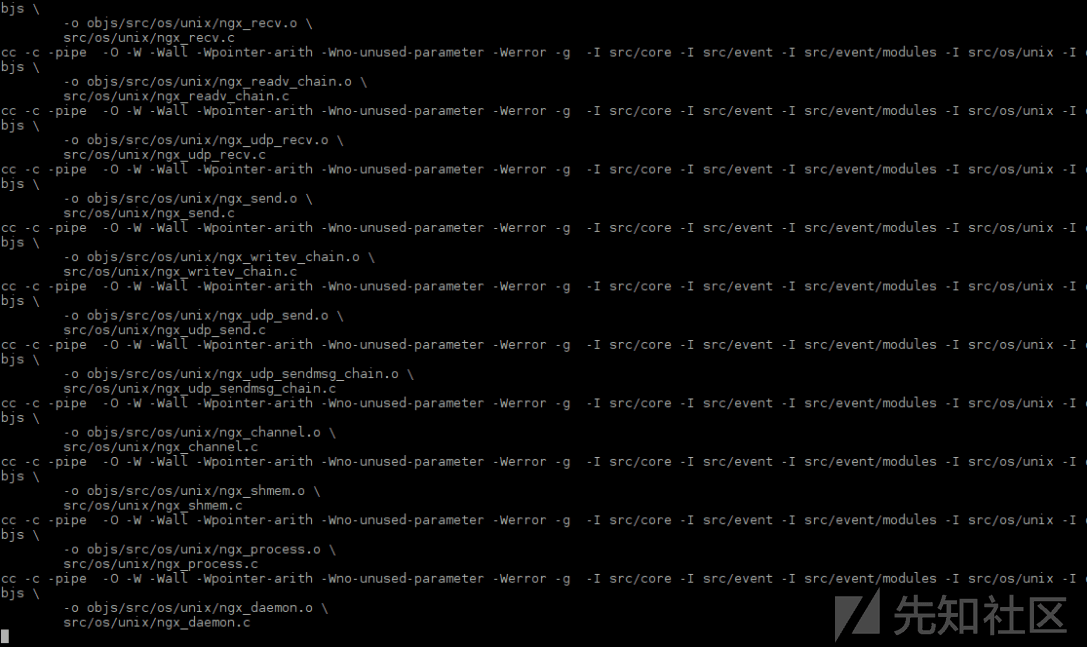 bjs \
-o objs/src/os/unix/ngx_recv.o \
src/os/unix/ngx_recv.c
cc -c -pipe  -O -W -Wall -Wpointer-arith -Wno-unused-parameter -Werror -g  -I src/core -I src/event -I src/event/modules -I src/os/unix -I o
bjs \
-o objs/src/os/unix/ngx_readv_chain.o \
src/os/unix/ngx_readv_chain.c
cc -c -pipe  -O -W -Wall -Wpointer-arith -Wno-unused-parameter -Werror -g  -I src/core -I src/event -I src/event/modules -I src/os/unix -I o
bjs \
-o objs/src/os/unix/ngx_udp_recv.o \
src/os/unix/ngx_udp_recv.c
cc -c -pipe  -O -W -Wall -Wpointer-arith -Wno-unused-parameter -Werror -g  -I src/core -I src/event -I src/event/modules -I src/os/unix -I o
bjs \
-o objs/src/os/unix/ngx_send.o \
src/os/unix/ngx_send.c
cc -c -pipe  -O -W -Wall -Wpointer-arith -Wno-unused-parameter -Werror -g  -I src/core -I src/event -I src/event/modules -I src/os/unix -I o
bjs \
-o objs/src/os/unix/ngx_writev_chain.o \
src/os/unix/ngx_writev_chain.c
cc -c -pipe  -O -W -Wall -Wpointer-arith -Wno-unused-parameter -Werror -g  -I src/core -I src/event -I src/event/modules -I src/os/unix -I o
bjs \
-o objs/src/os/unix/ngx_udp_send.o \
src/os/unix/ngx_udp_send.c
cc -c -pipe  -O -W -Wall -Wpointer-arith -Wno-unused-parameter -Werror -g  -I src/core -I src/event -I src/event/modules -I src/os/unix -I o
bjs \
-o objs/src/os/unix/ngx_udp_sendmsg_chain.o \
src/os/unix/ngx_udp_sendmsg_chain.c
cc -c -pipe  -O -W -Wall -Wpointer-arith -Wno-unused-parameter -Werror -g  -I src/core -I src/event -I src/event/modules -I src/os/unix -I o
bjs \
-o objs/src/os/unix/ngx_channel.o \
src/os/unix/ngx_channel.c
cc -c -pipe  -O -W -Wall -Wpointer-arith -Wno-unused-parameter -Werror -g  -I src/core -I src/event -I src/event/modules -I src/os/unix -I o
bjs \
-o objs/src/os/unix/ngx_shmem.o \
src/os/unix/ngx_shmem.c
cc -c -pipe  -O -W -Wall -Wpointer-arith -Wno-unused-parameter -Werror -g  -I src/core -I src/event -I src/event/modules -I src/os/unix -I o
bjs \
-o objs/src/os/unix/ngx_process.o \
src/os/unix/ngx_process.c
cc -c -pipe  -O -W -Wall -Wpointer-arith -Wno-unused-parameter -Werror -g  -I src/core -I src/event -I src/event/modules -I src/os/unix -I o
bjs \
-o objs/src/os/unix/ngx_daemon.o \
src/os/unix/ngx_daemon.c
先知社区